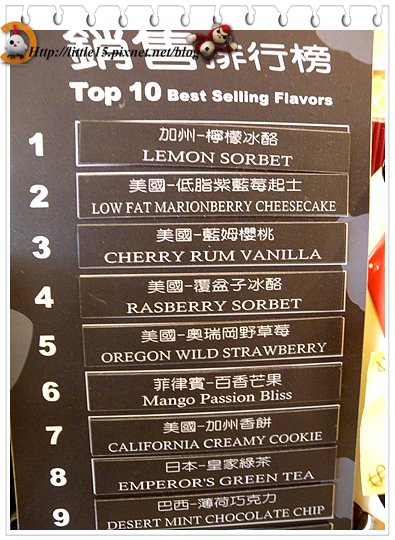 Http://little15.pixnet.net/blog
銷售排行榜
Top 10 Best Selling Flavors
1
加州-檸檬冰酪
LEMON SORBET
2
美國-低脂紫藍莓起士
LOW FAT MARIONBERRY CHEESECAKE
3
美國-藍姆櫻桃
CHERRY RUM VANILLA
4
美國-覆盆子冰酪
RASBERRY SORBET
5
美國-奧瑞岡野草莓
OREGON WILD STRAWBERRY
6
菲律賓-百香芒果
Mango Passion Bliss
7
美國-加州香餅
CALIFORNIA CREAMY COOKIE
8
日本-皇家綠茶
EMPEROR'S GREEN TEA
9
巴西-薄荷巧克力
DESERT MINT CHOCOLATE CHIP